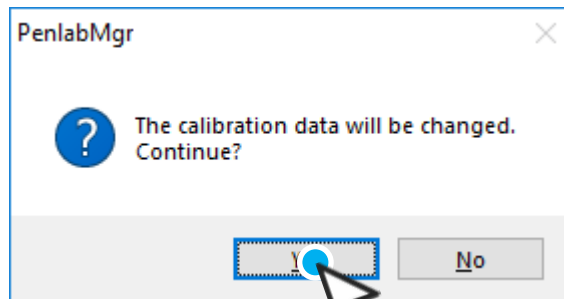 PenlabMgr
The calibration data will be changed.
Continue?
No